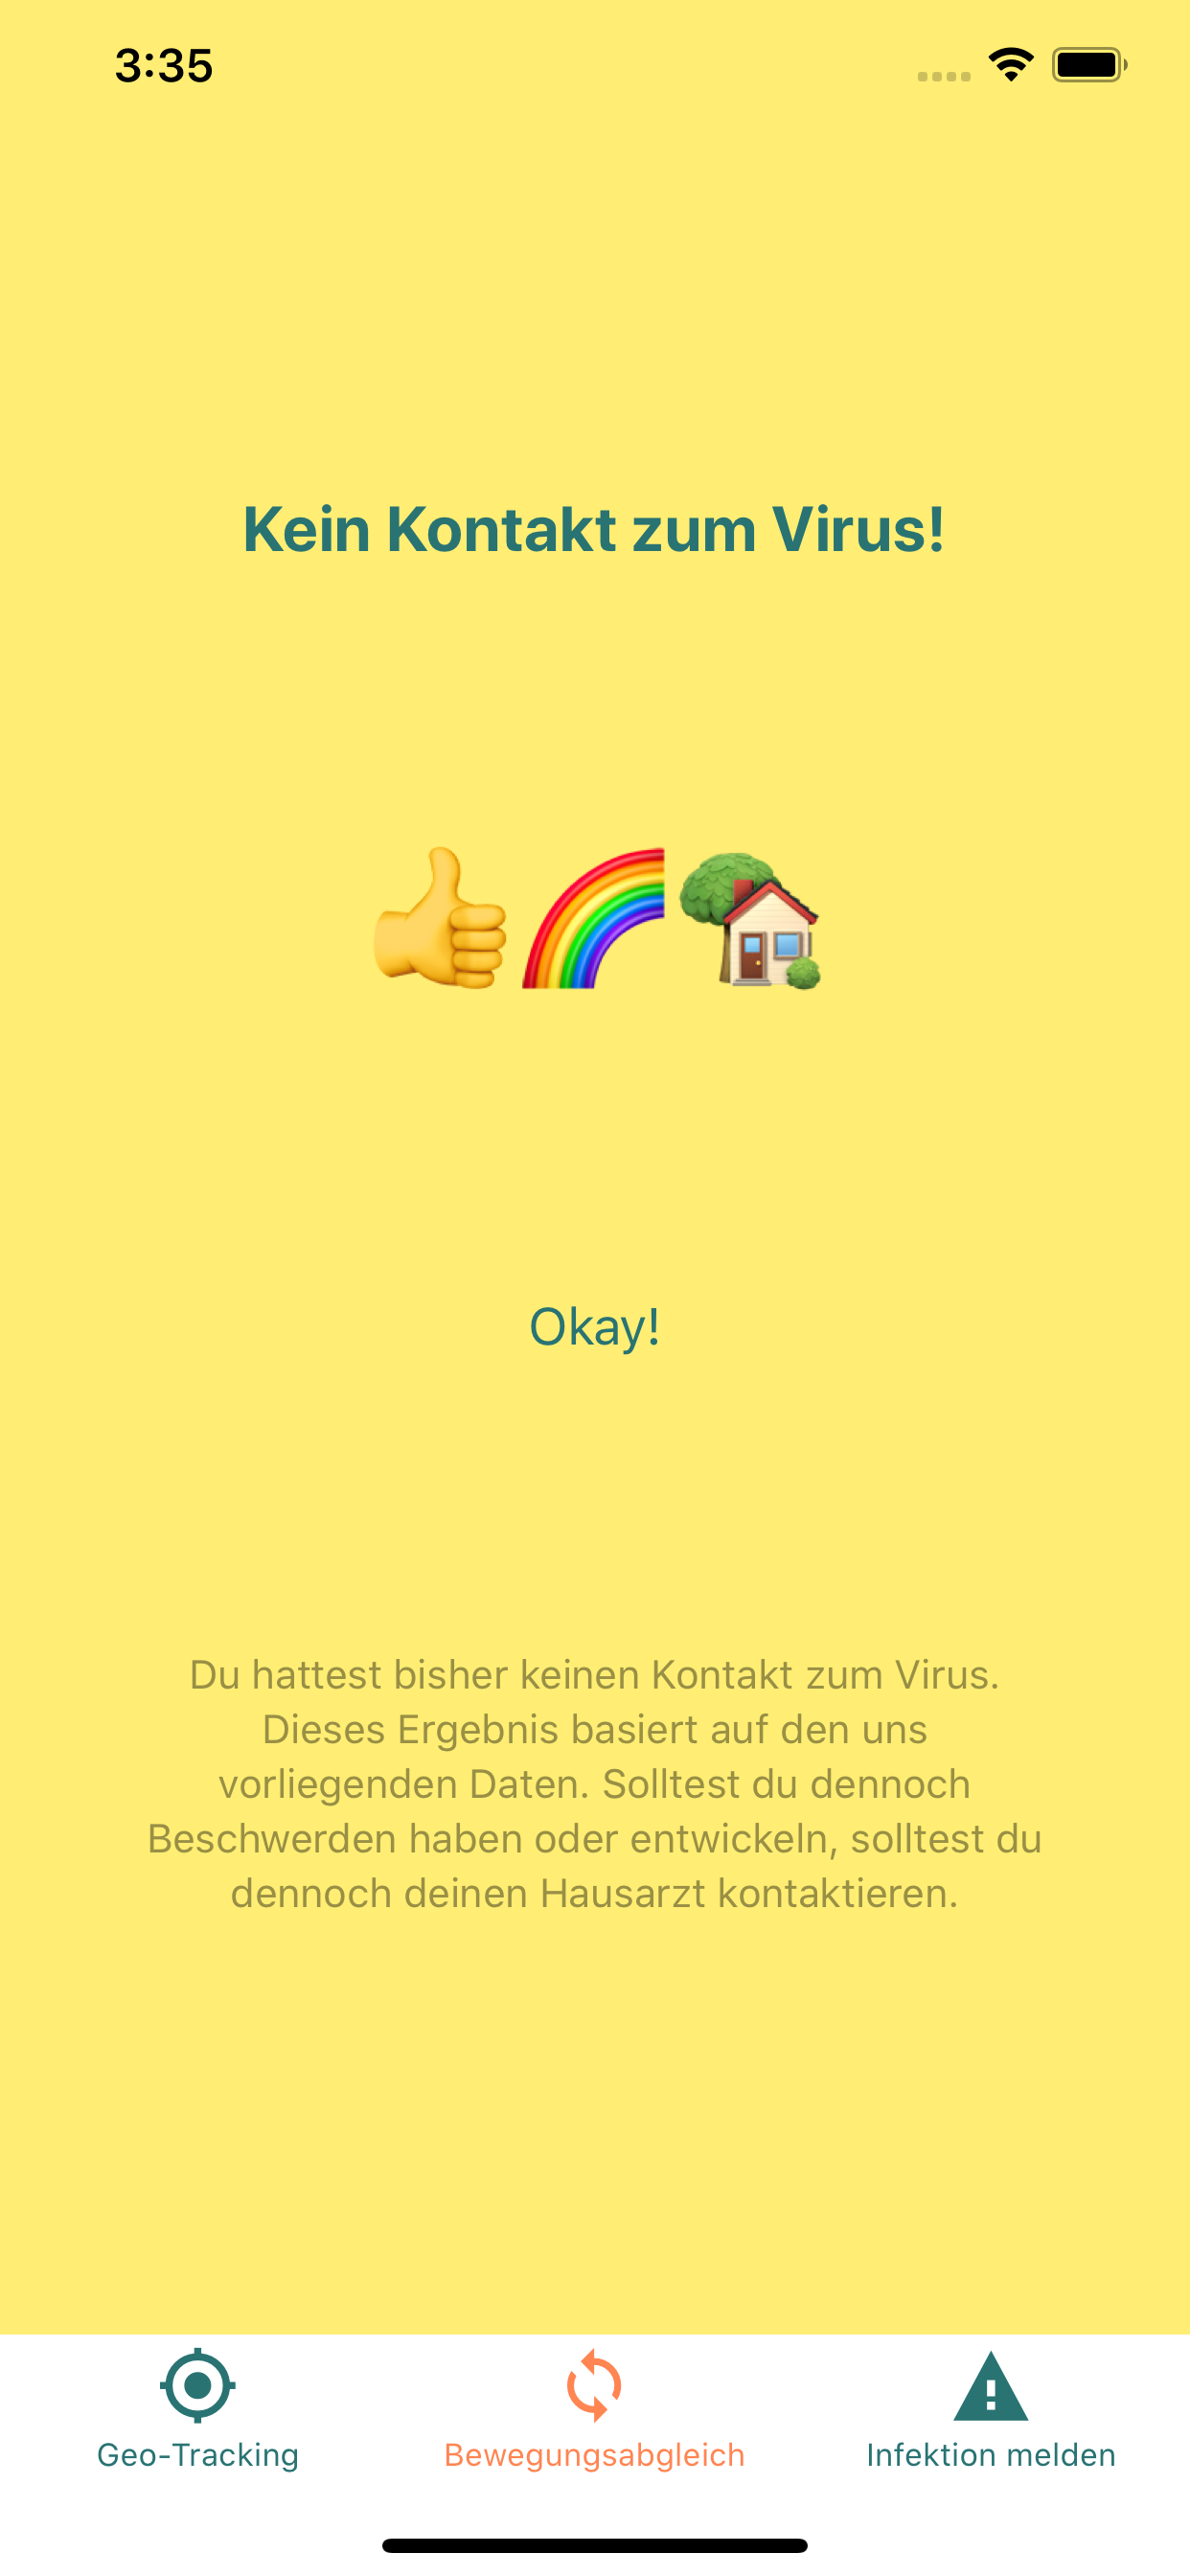 3:35
Kein Kontakt zum Virus!
👍🌈🏡
Okay!
Du hattest bisher keinen Kontakt zum Virus.
Dieses Ergebnis basiert auf den uns
vorliegenden Daten. Solltest du dennoch
Beschwerden haben oder entwickeln, solltest du
dennoch deinen Hausarzt kontaktieren.
Geo-Tracking
Bewegungsabgleich
Infektion melden